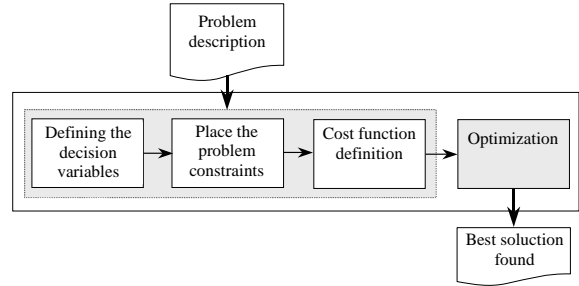 Problem
description
Defining the
decision
variables
Place the
problem
constraints
Cost function
definition
Optimization
Best soluction
found